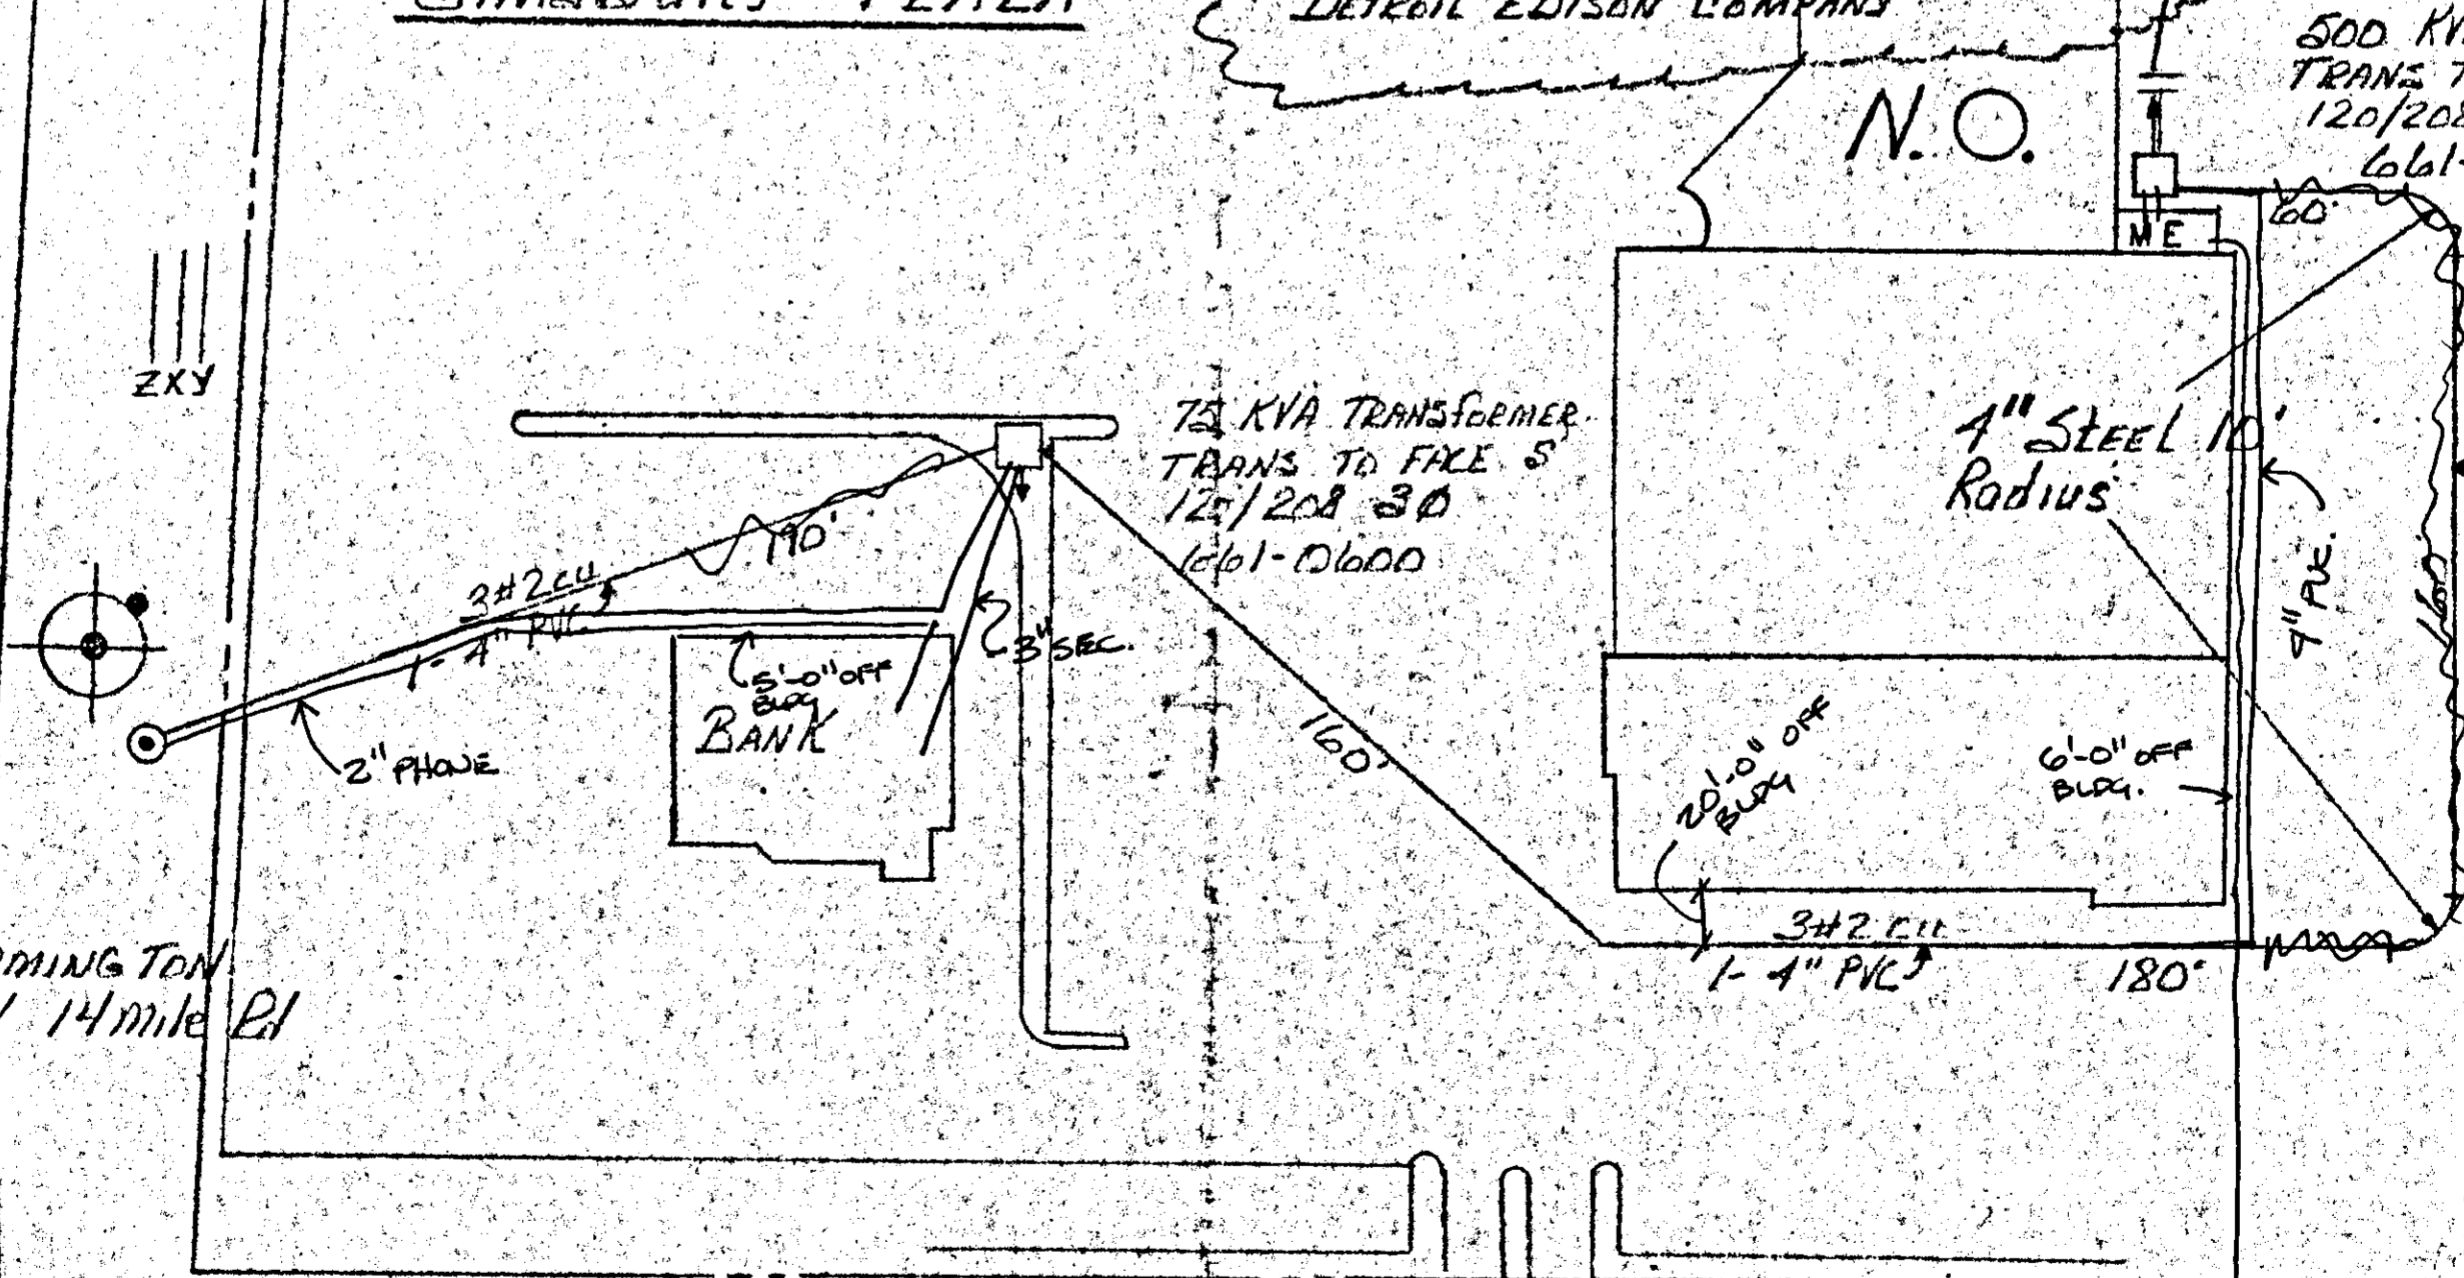 PLAZA
DETROIT EDISON COMPANY
500 KV
TRANS T
120/208
661-
N.O.
60'
M E
ZXY
75 KVA TRANSFORMER
TRANS TO FACE S
120/208 3Ø
661-0600
4" STEEL 10'
Radius
190'
3#2 CU
1- 4" PVC
3" SEC.
5'-0" OFF
BLDG
BANK
2" PHONE
4" PVC.
160'
20'-0" OFF
BLDG
6'-0" OFF
BLDG.
3#2 CU
1- 4" PVC
180'
MINGTON
14 Mile Rd